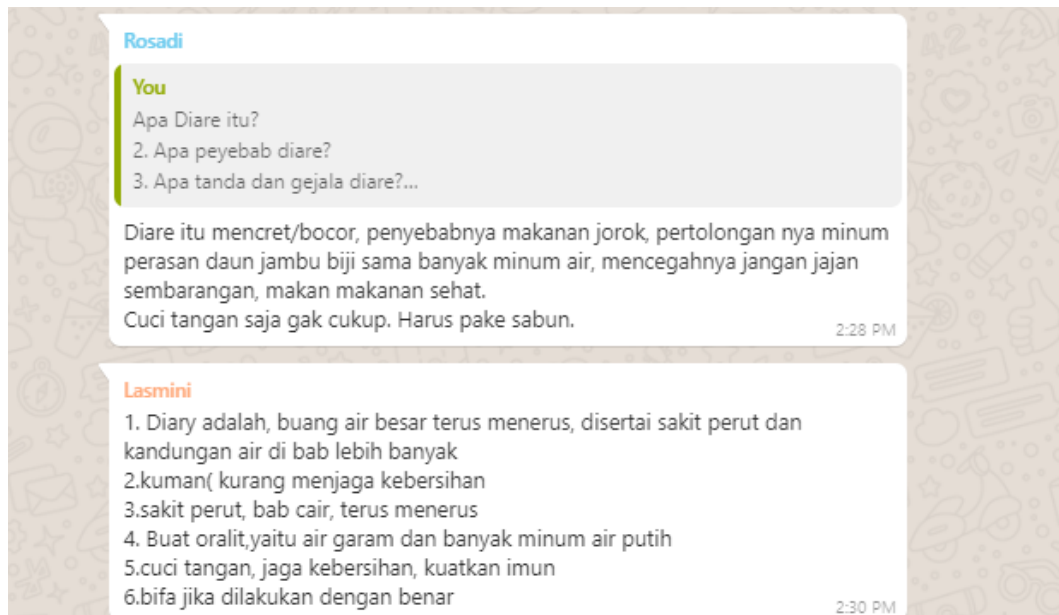 Rosadi
You
Apa Diare itu?
2. Apa peyebab diare?
3. Apa tanda dan gejala diare?...
Diare itu mencret/bocor, penyebabnya makanan jorok, pertolongan nya minum
perasan daun jambu biji sama banyak minum air, mencegahnya jangan jajan
sembarangan, makan makanan sehat.
Cuci tangan saja gak cukup. Harus pake sabun.
2:28 PM
Lasmini
1. Diary adalah, buang air besar terus menerus, disertai sakit perut dan
kandungan air di bab lebih banyak
2.kuman( kurang menjaga kebersihan
3.sakit perut, bab cair, terus menerus
4. Buat oralit,yaitu air garam dan banyak minum air putih
5.cuci tangan, jaga kebersihan, kuatkan imun
6.bifa jika dilakukan dengan benar
2:30 PM